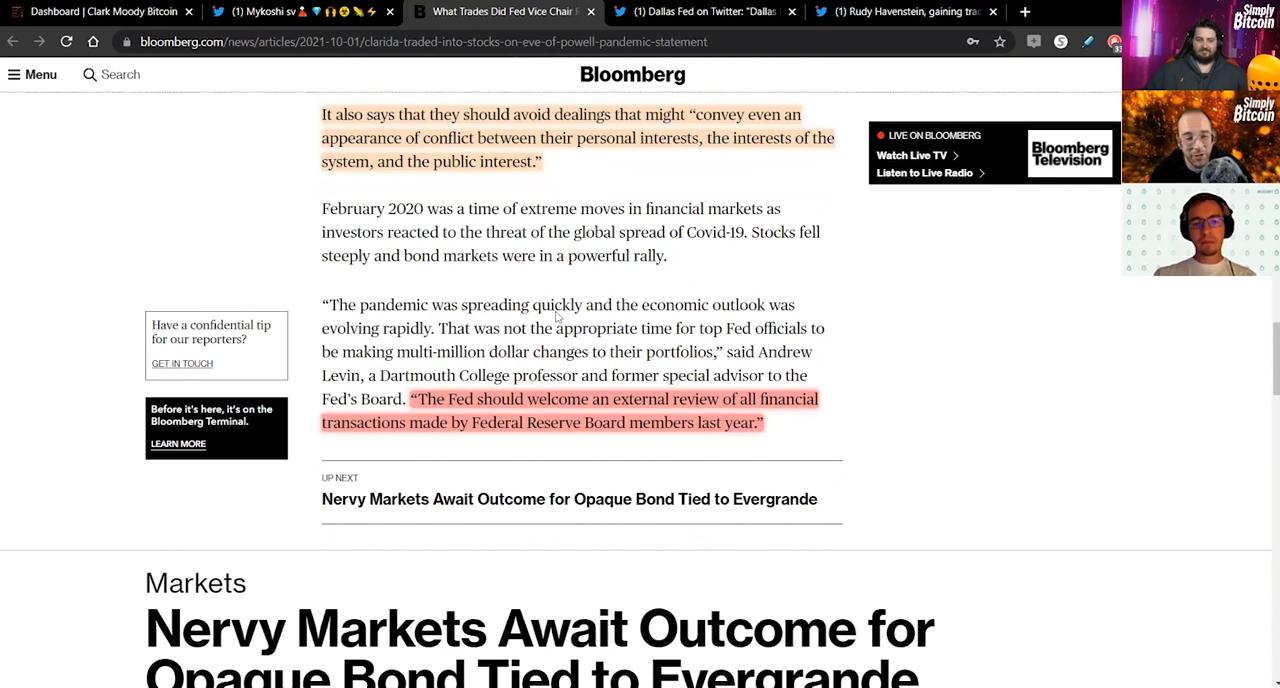 Dashboard | Clark Moody Bitcoin
(1) Mykoshi sv
What Trades Did Fed Vice Chair
(1) Dallas Fed on Twitter: "Dallas
(1) Rudy Havenstein, gaining
bloomberg.com/news/articles/2021-10-01/clarida-traded-into-stocks-on-eve-of-powell-pandemic-statement
33
Simply
Bitcoin
Menu
Search
Bloomberg
It also says that they should avoid dealings that might “convey even an
appearance of conflict between their personal interests, the interests of the
system, and the public interest.”
LIVE ON BLOOMBERG
Watch Live TV
Listen to Live Radio
Bloomberg
Television
Simply
Bitcoin
February 2020 was a time of extreme moves in financial markets as
investors reacted to the threat of the global spread of Covid-19. Stocks fell
steeply and bond markets were in a powerful rally.
“The pandemic was spreading quickly and the economic outlook was
evolving rapidly. That was not the appropriate time for top Fed officials to
be making multi-million dollar changes to their portfolios,” said Andrew
Levin, a Dartmouth College professor and former special advisor to the
Fed’s Board. “The Fed should welcome an external review of all financial
transactions made by Federal Reserve Board members last year.”
Have a confidential tip
for our reporters?
GET IN TOUCH
Before it's here, it's on the
Bloomberg Terminal.
LEARN MORE
UP NEXT
Nervy Markets Await Outcome for Opaque Bond Tied to Evergrande
Markets
Nervy Markets Await Outcome for
Opaque Bond Tied to Evergrande